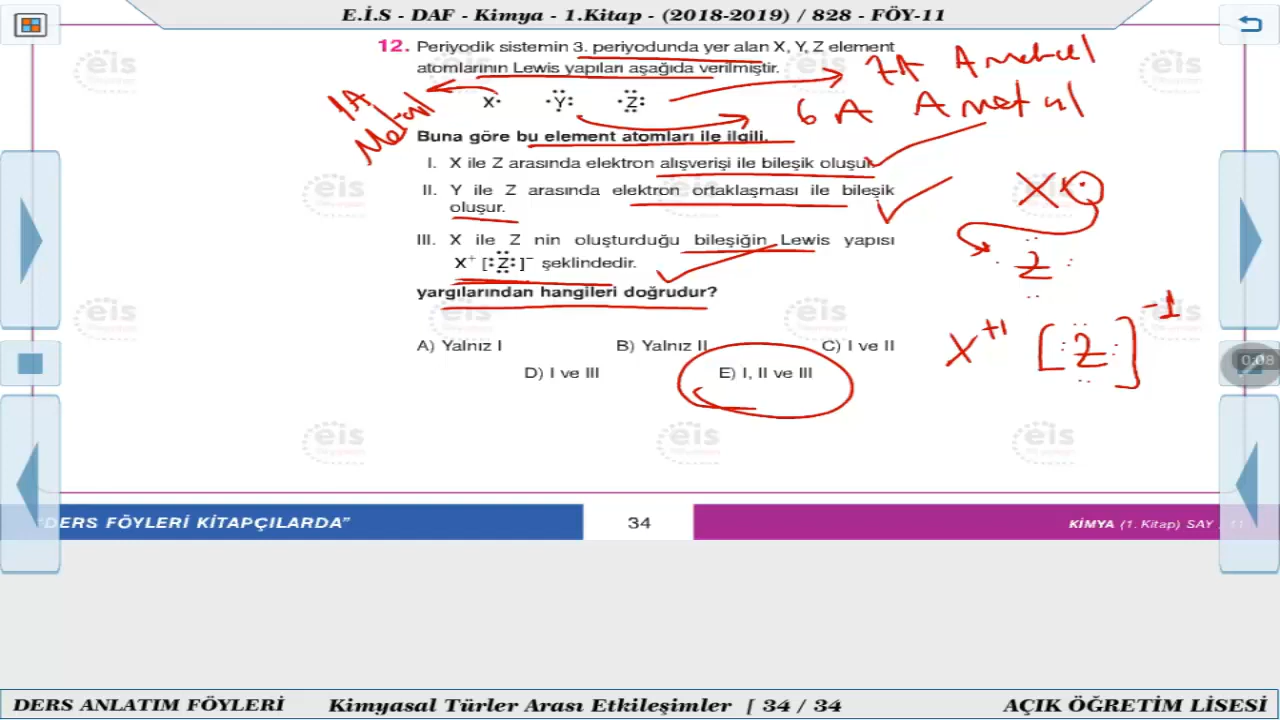 E.İ.S - DAF - Kimya - 1.Kitap - (2018-2019) / 828 - FÖY-11
12. Periyodik sistemin 3. periyodunda yer alan X, Y, Z element
atomlarının Lewis yapıları aşağıda verilmiştir.
7A Ametal
1A
Metal
X Y Z
6A Ametal
Buna göre bu element atomları ile ilgili,
I. X ile Z arasında elektron alışverişi ile bileşik oluşur.
II. Y ile Z arasında elektron ortaklaşması ile bileşik
oluşur.
X
III. X ile Z nin oluşturduğu bileşiğin Lewis yapısı
X⁺ [:Z:]⁻ şeklindedir.
Z
yargılarından hangileri doğrudur?
X⁺¹ [:Z:]⁻¹
A) Yalnız I B) Yalnız II C) I ve II
D) I ve III E) I, II ve III
0:08
eis
"DERS FÖYLERİ KİTAPÇILARDA"
34
KİMYA (1. Kitap) SAY 11
DERS ANLATIM FÖYLERİ Kimyasal Türler Arası Etkileşimler [ 34 / 34 AÇIK ÖĞRETİM LİSESİ